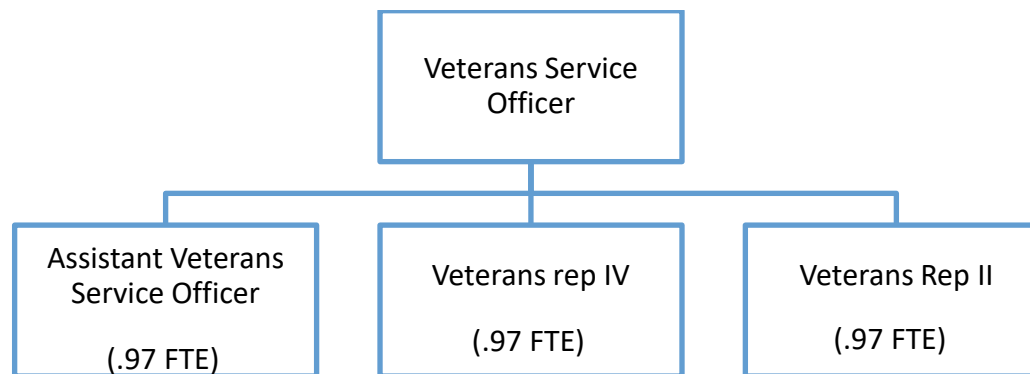 Veterans Service
Officer
Assistant Veterans
Service Officer
(.97 FTE)
Veterans rep IV
(.97 FTE)
Veterans Rep II
(.97 FTE)